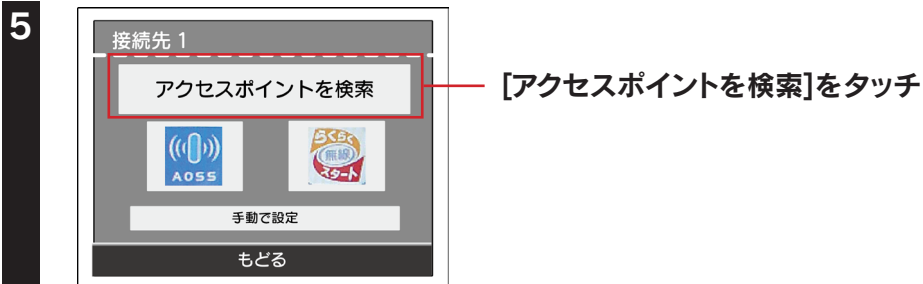 5
接続先 1
アクセスポイントを検索
[アクセスポイントを検索]をタッチ
AOSS
らくらく
無線
スタート
手動で設定
もどる